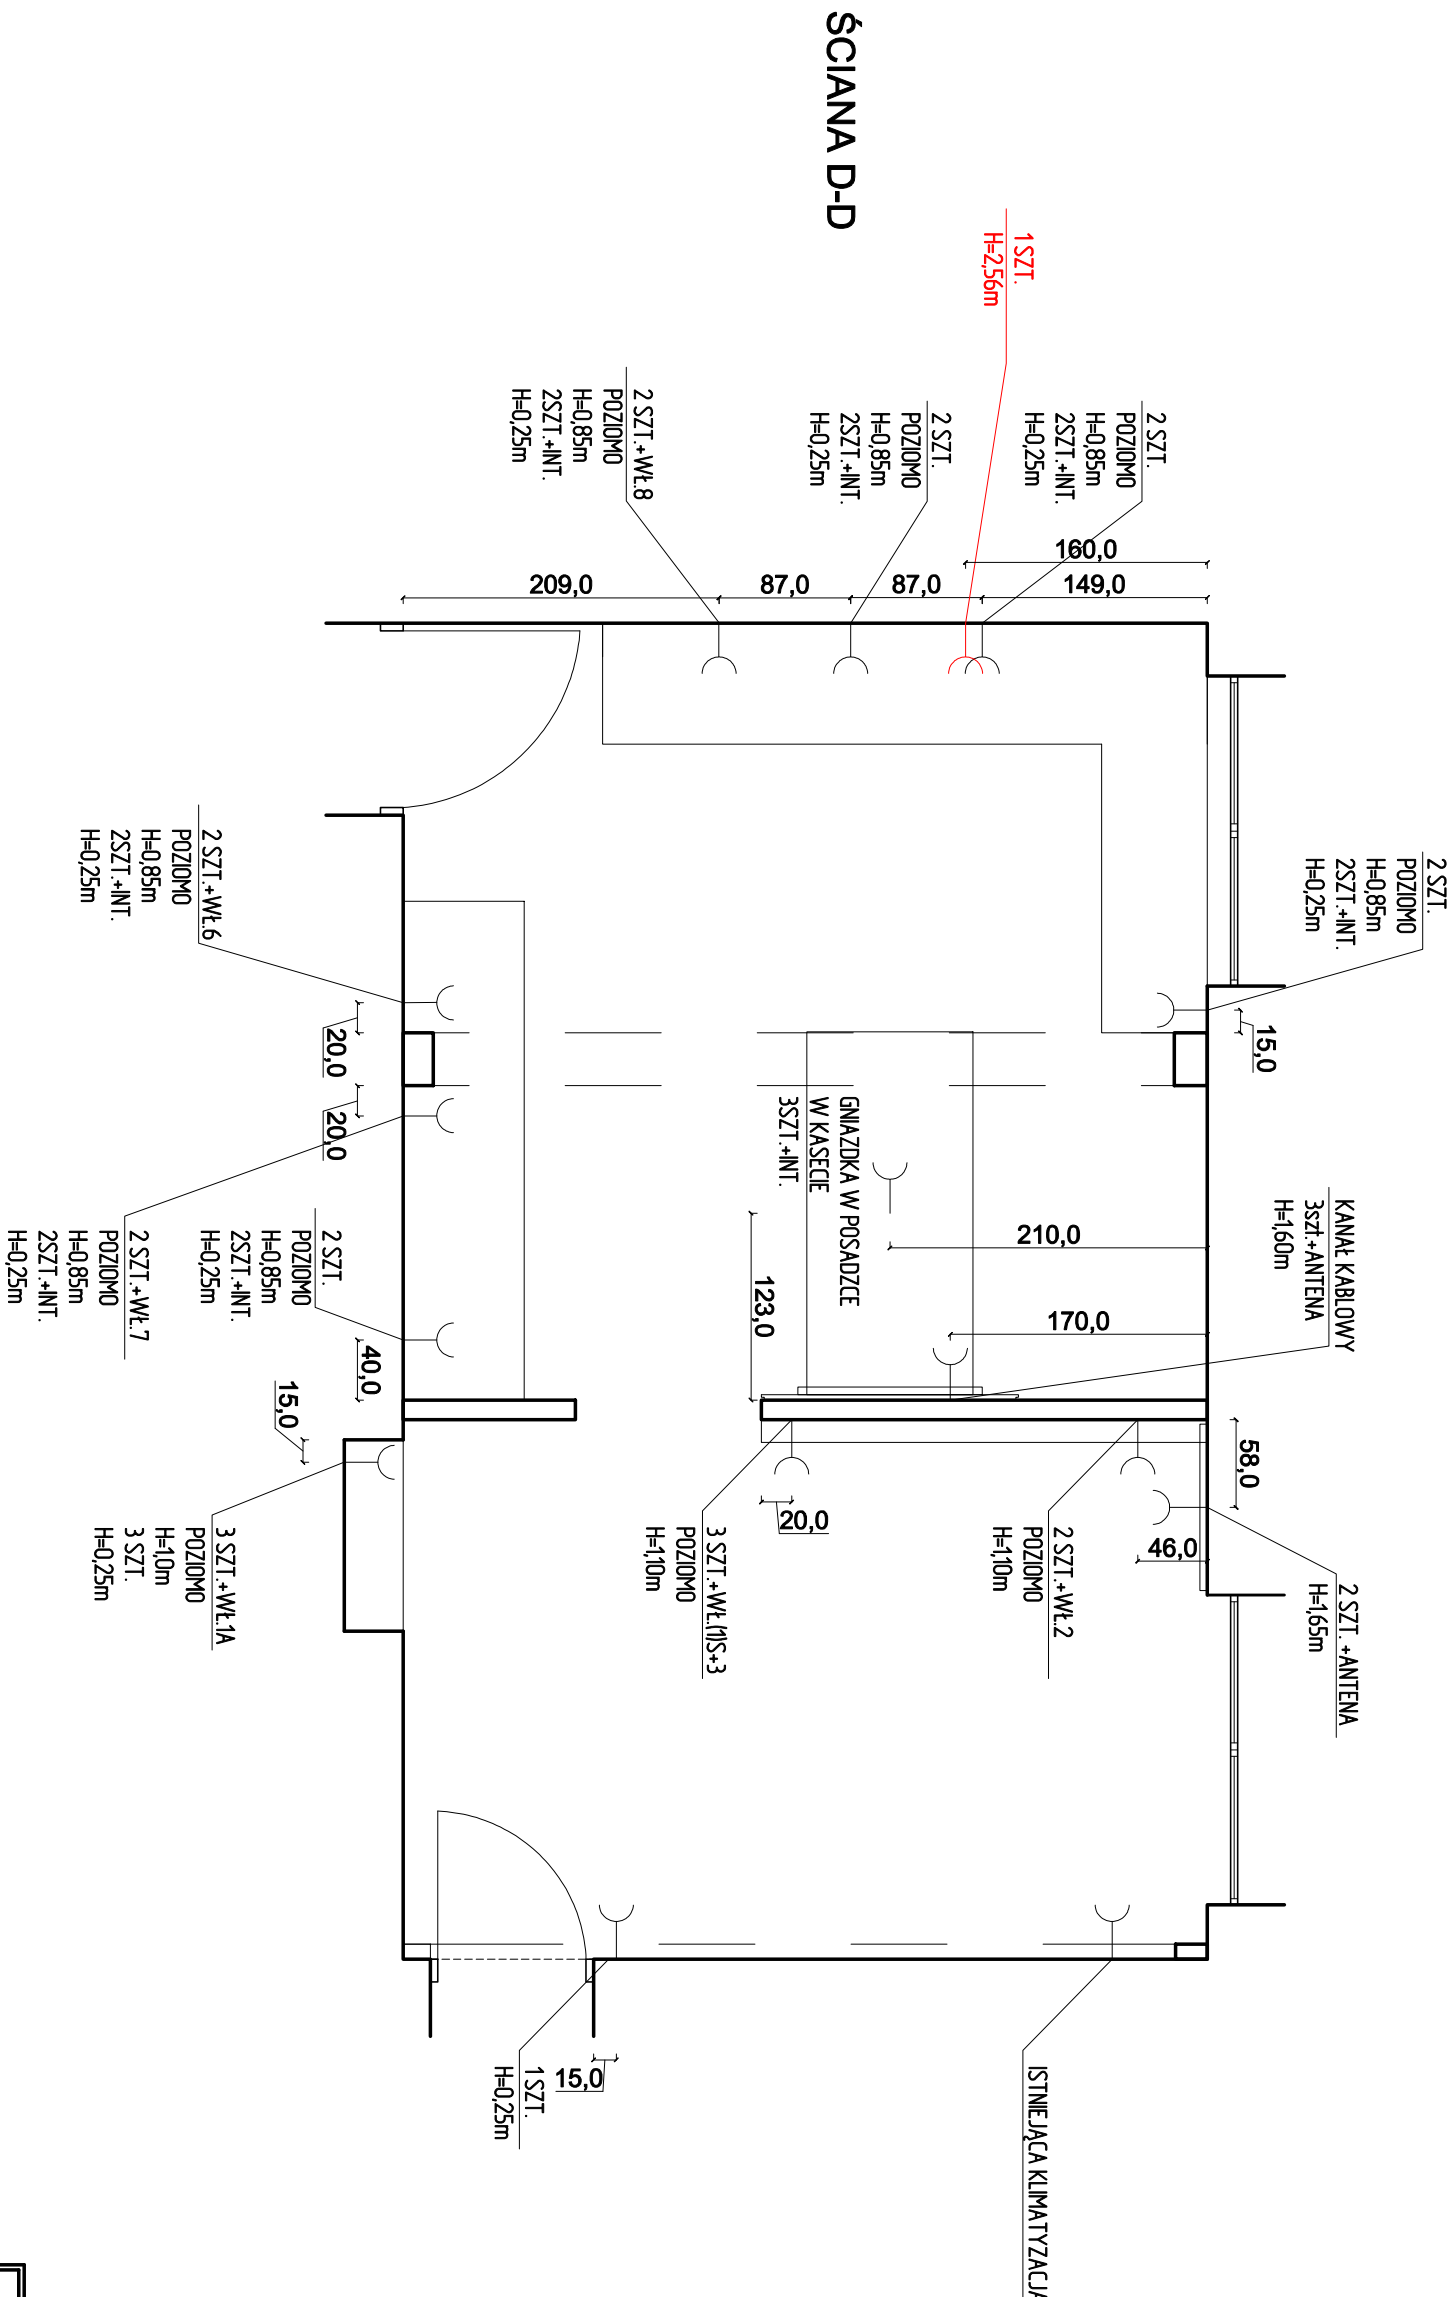 ŚCIANA D-D
1 SZT.
H=2,56m
2 SZT.
POZIOMO
H=0,85m
2SZT.+INT.
H=0,25m
2 SZT.
POZIOMO
H=0,85m
2SZT.+INT.
H=0,25m
2 SZT.+WŁ.8
POZIOMO
H=0,85m
2SZT.+INT.
H=0,25m
160,0
209,0
87,0
87,0
149,0
2 SZT.
POZIOMO
H=0,85m
2SZT.+INT.
H=0,25m
15,0
2 SZT.+WŁ.6
POZIOMO
H=0,85m
2SZT.+INT.
H=0,25m
20,0
20,0
GNIAZDKA W POSADZCE
W KASECIE
3SZT.+INT.
KANAŁ KABLOWY
3szt.+ANTENA
H=1,60m
210,0
170,0
123,0
2 SZT.+WŁ.7
POZIOMO
H=0,85m
2SZT.+INT.
H=0,25m
2 SZT.
POZIOMO
H=0,85m
2SZT.+INT.
H=0,25m
40,0
15,0
58,0
46,0
20,0
2 SZT. +ANTENA
H=1,65m
2 SZT.+WŁ.2
POZIOMO
H=1,10m
3 SZT.+WŁ.(1)S+3
POZIOMO
H=1,10m
3 SZT.+WŁ.1A
POZIOMO
H=1,0m
3 SZT.
H=0,25m
15,0
1 SZT.
H=0,25m
ISTNIEJĄCA KLIMATYZACJA